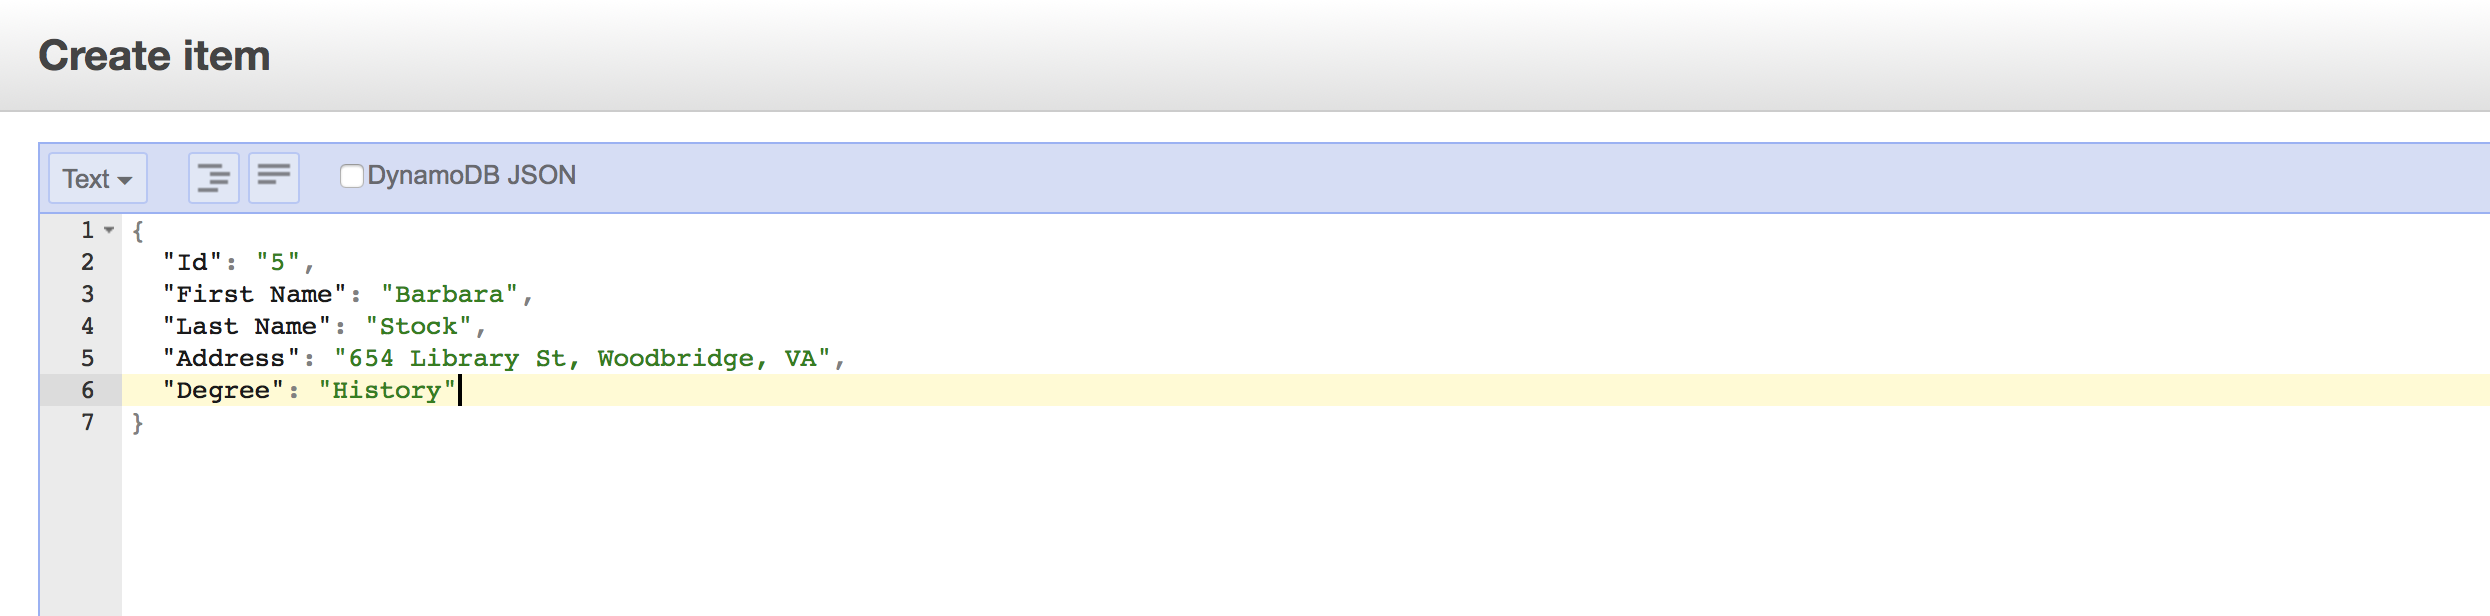 Create item
Text DynamoDB JSON
1 {
2 "Id": "5",
3 "First Name": "Barbara",
4 "Last Name": "Stock",
5 "Address": "654 Library St, Woodbridge, VA",
6 "Degree": "History"
7 }